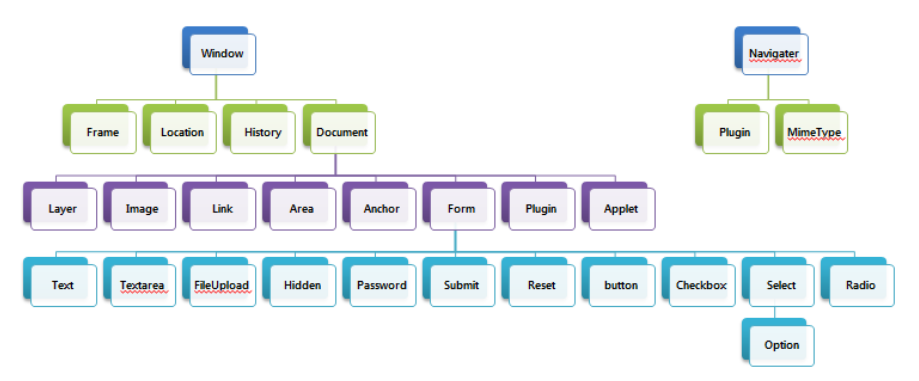 Window
Navigater
Frame
Location
History
Document
Plugin
MimeType
Layer
Image
Link
Area
Anchor
Form
Plugin
Applet
Text
Textarea
FileUpload
Hidden
Password
Submit
Reset
button
Checkbox
Select
Radio
Option